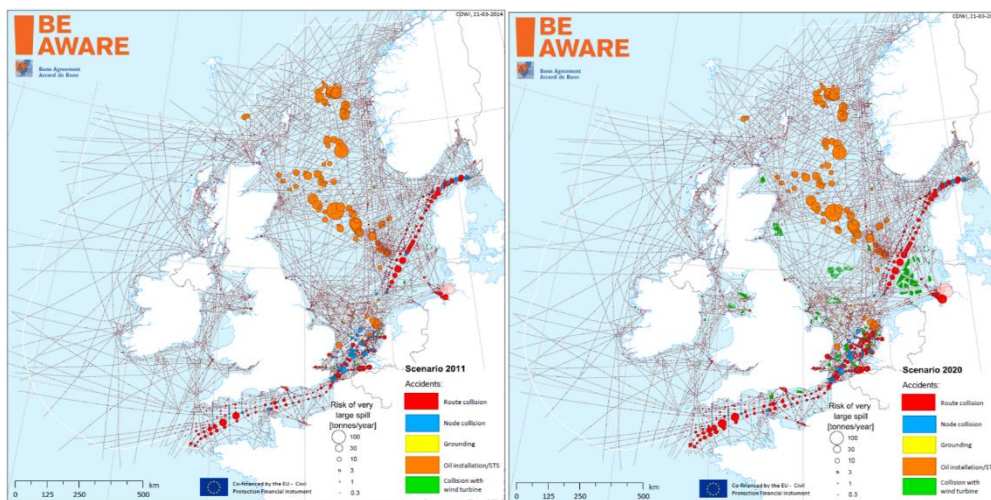 COWI, 21-03-2014
BE
AWARE
Bonn Agreement
Accord de Bonn
Scenario 2011
Accidents:
Route collision
Node collision
Grounding
Oil installation/STS
Collision with
wind turbine
Risk of very
large spill
[tonnes/year]
100
30
10
3
1
0.3
0
250
500
km
Co-financed by the EU – Civil
Protection Financial Instrument
COWI, 21-03-20
BE
AWARE
Bonn Agreement
Accord de Bonn
Scenario 2020
Accidents:
Route collision
Node collision
Grounding
Oil installation/STS
Collision with
wind turbine
Risk of very
large spill
[tonnes/year]
100
30
10
3
1
0.3
0
250
500
km
Co-financed by the EU – Civil
Protection Financial Instrument